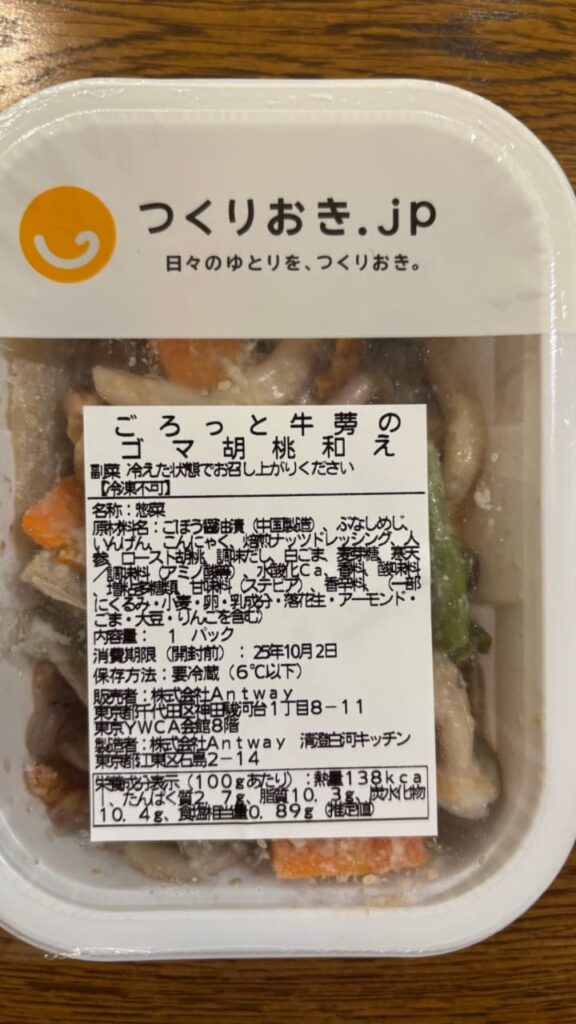 つくりおき.jp
日々のゆとりを、つくりおき。
ごろっと牛蒡の
ゴマ胡桃和え
副菜 冷えた状態でお召し上がりください
【冷凍不可】
名称：惣菜
原材料名：ごぼう醤油漬（中国製造）、ぶなしめじ、
いんげん、こんにゃく、焙煎ナッツドレッシング、人
参、ロースト胡桃、調味だし、白ごま、麦芽糖、寒天
／調味料（アミノ酸等）、水酸化Ca、香料、酸味料
、増粘多糖類、甘味料（ステビア）、香辛料、（一部
にくるみ・小麦・卵・乳成分・落花生・アーモンド・
ごま・大豆・りんごを含む）
内容量： 1 パック
消費期限（開封前）：25年10月2日
保存方法：要冷蔵（6℃以下）
販売者：株式会社Antway
東京都千代田区神田駿河台1丁目8－11
東京YWCA会館8階
製造者：株式会社Antway 清澄白河キッチン
東京都江東区石島2－14
栄養成分表示（100gあたり）：熱量138kca
l、たんぱく質2.7g、脂質10.3g、炭水化物
10.4g、食塩相当量0.89g（推定値）